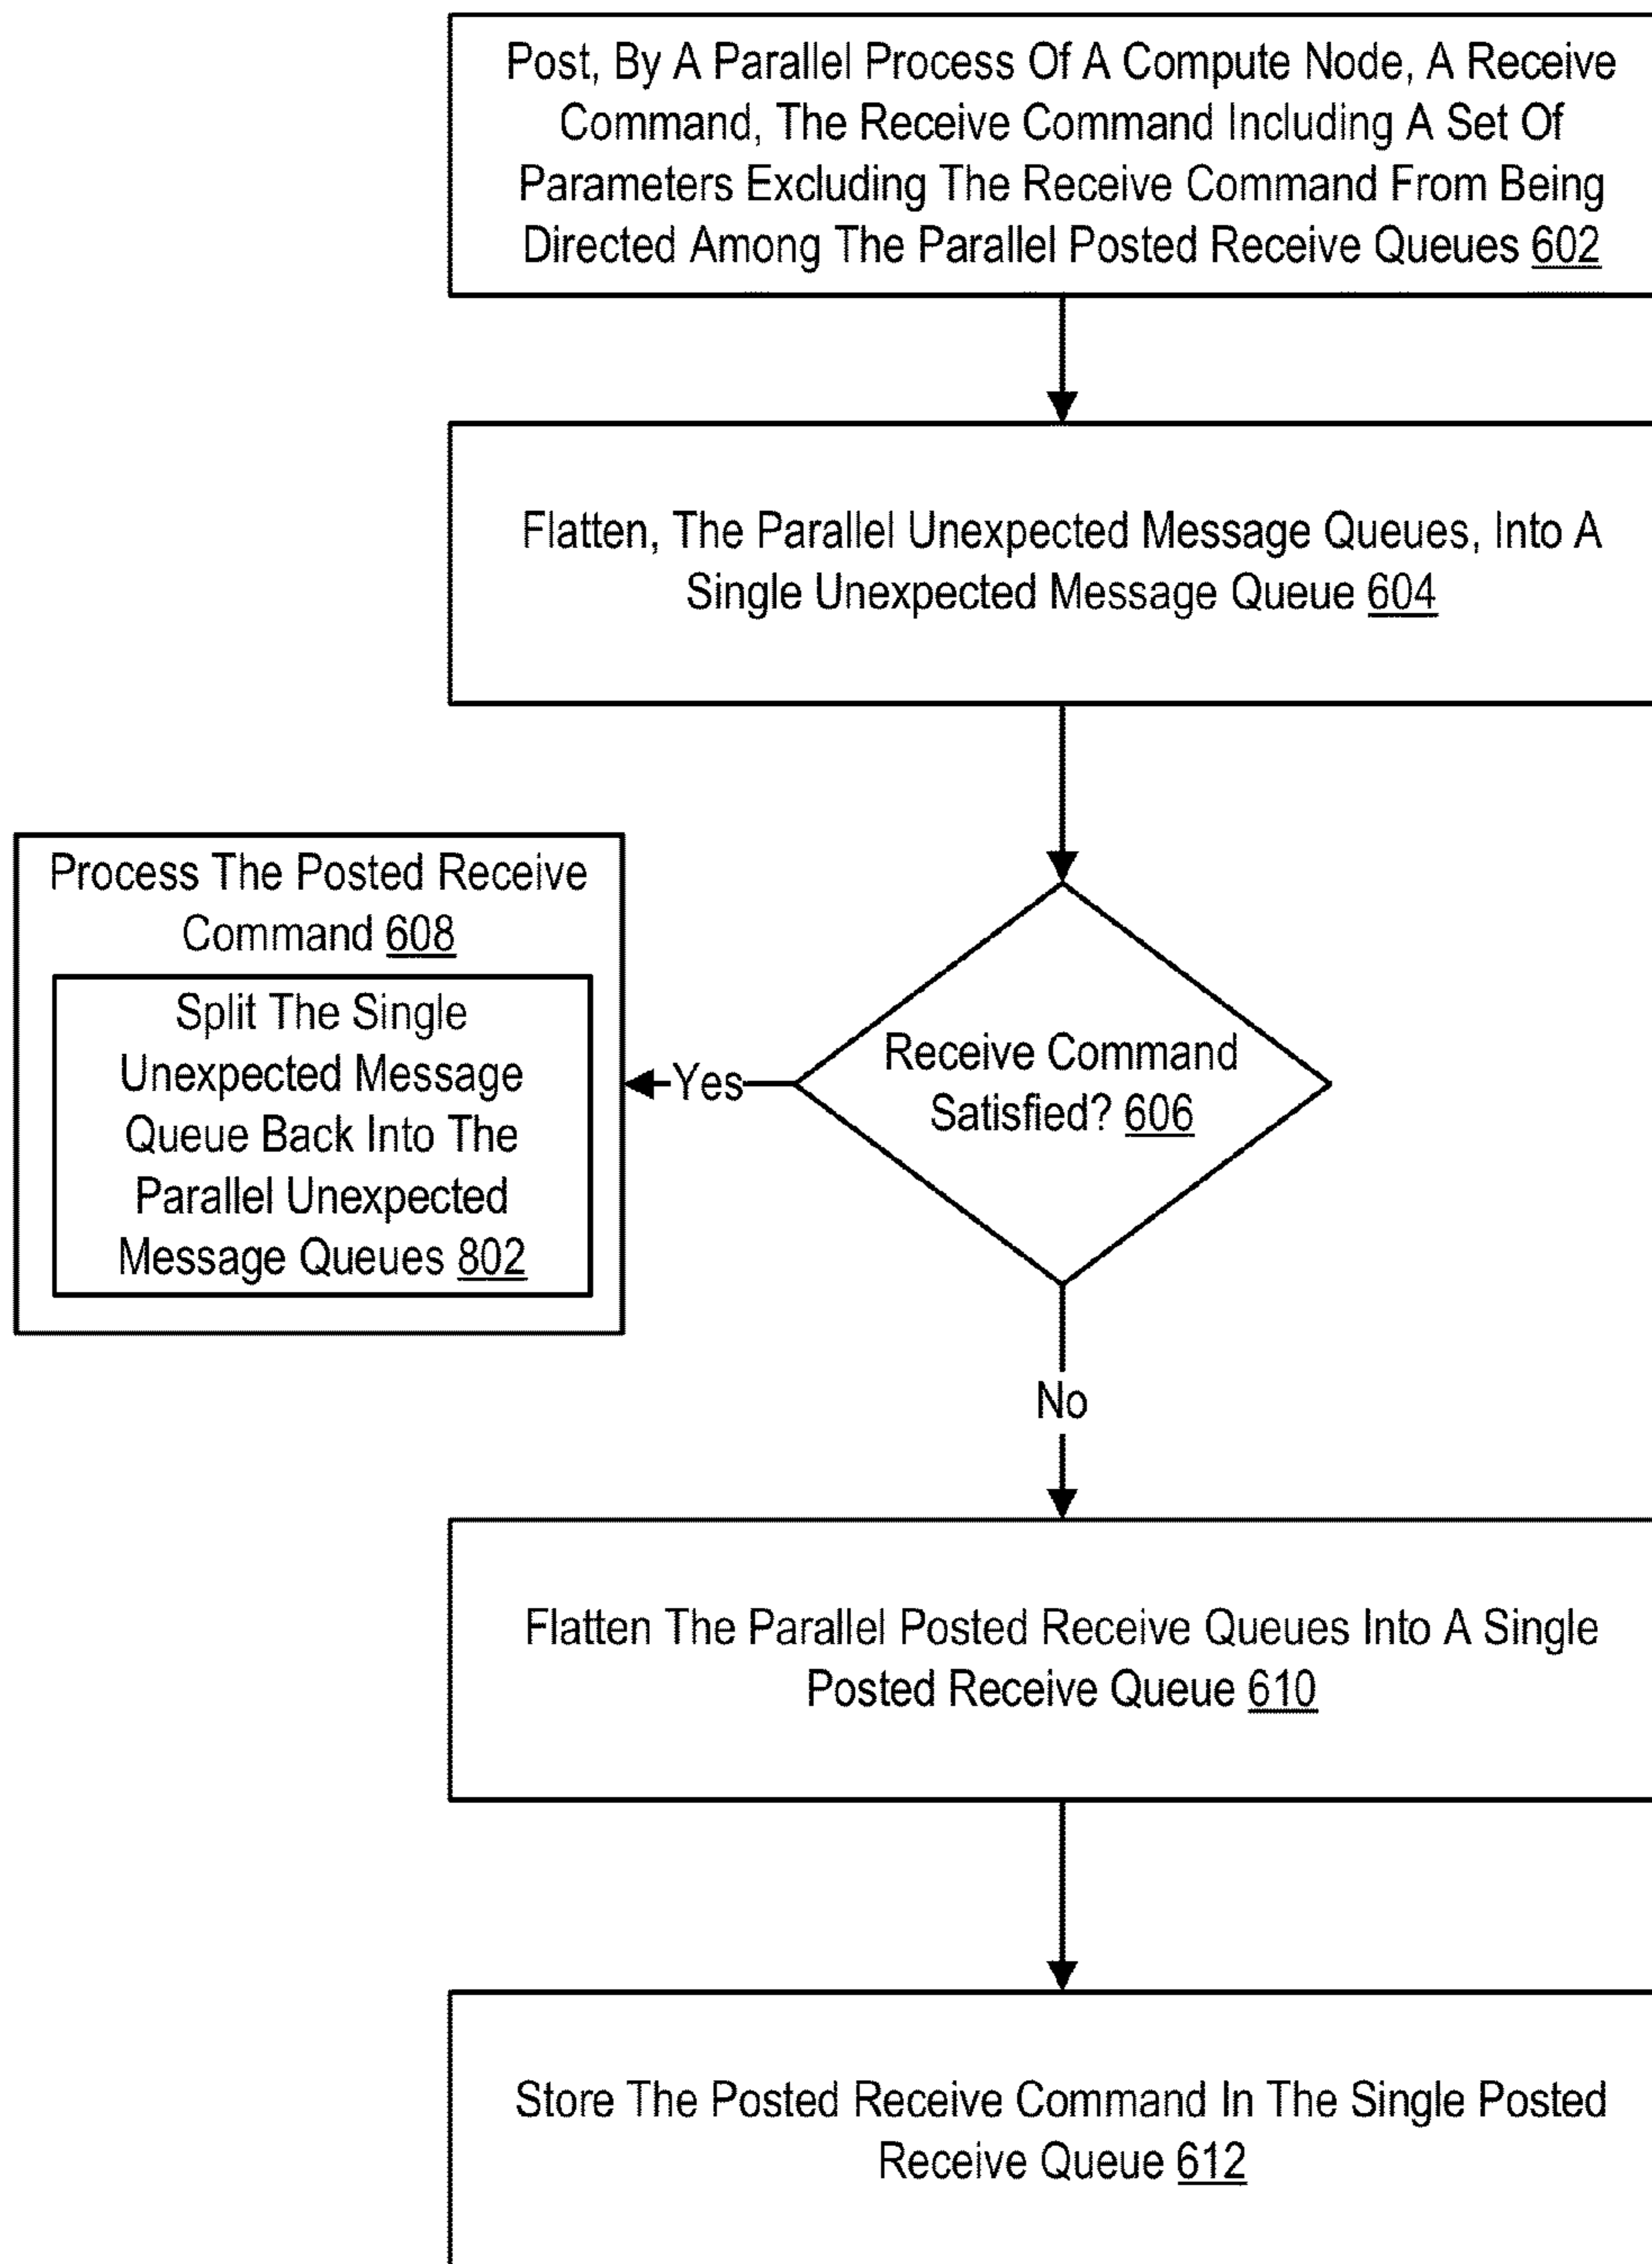 Post, By A Parallel Process Of A Compute Node, A Receive
Command, The Receive Command Including A Set Of
Parameters Excluding The Receive Command From Being
Directed Among The Parallel Posted Receive Queues 602
Flatten, The Parallel Unexpected Message Queues, Into A
Single Unexpected Message Queue 604
Process The Posted Receive
Command 608
Split The Single
Unexpected Message
Queue Back Into The
Parallel Unexpected
Message Queues 802
Yes
Receive Command
Satisfied? 606
No
Flatten The Parallel Posted Receive Queues Into A Single
Posted Receive Queue 610
Store The Posted Receive Command In The Single Posted
Receive Queue 612